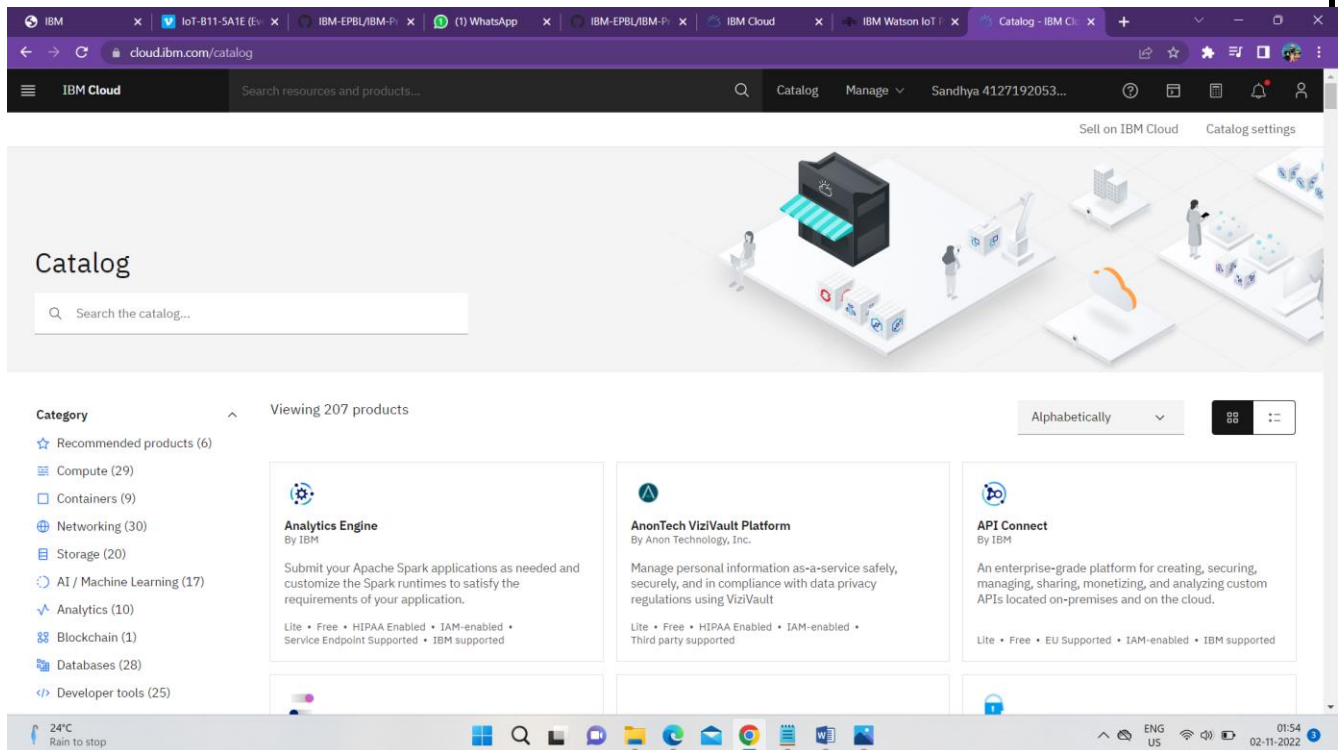 IBM
IoT-B11-5A1E (Ev
IBM-EPBL/IBM-Pr
(1) WhatsApp
IBM-EPBL/IBM-Pr
IBM Cloud
IBM Watson IoT P
Catalog - IBM Clo
cloud.ibm.com/catalog
IBM Cloud
Search resources and products...
Catalog
Manage
Sandhya 4127192053...
Sell on IBM Cloud
Catalog settings
Catalog
Search the catalog...
Category
Recommended products (6)
Compute (29)
Containers (9)
Networking (30)
Storage (20)
AI / Machine Learning (17)
Analytics (10)
Blockchain (1)
Databases (28)
Developer tools (25)
Viewing 207 products
Alphabetically
Analytics Engine
By IBM
Submit your Apache Spark applications as needed and
customize the Spark runtimes to satisfy the
requirements of your application.
Lite • Free • HIPAA Enabled • IAM-enabled •
Service Endpoint Supported • IBM supported
AnonTech ViziVault Platform
By Anon Technology, Inc.
Manage personal information as-a-service safely,
securely, and in compliance with data privacy
regulations using ViziVault
Lite • Free • HIPAA Enabled • IAM-enabled •
Third party supported
API Connect
By IBM
An enterprise-grade platform for creating, securing,
managing, sharing, monetizing, and analyzing custom
APIs located on-premises and on the cloud.
Lite • Free • EU Supported • IAM-enabled • IBM supported
24°C
Rain to stop
ENG
US
01:54
02-11-2022
3